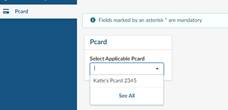 Pcard
Fields marked by an asterisk * are mandatory
Pcard
Select Applicable Pcard
Katie's Pcard 2345
See All